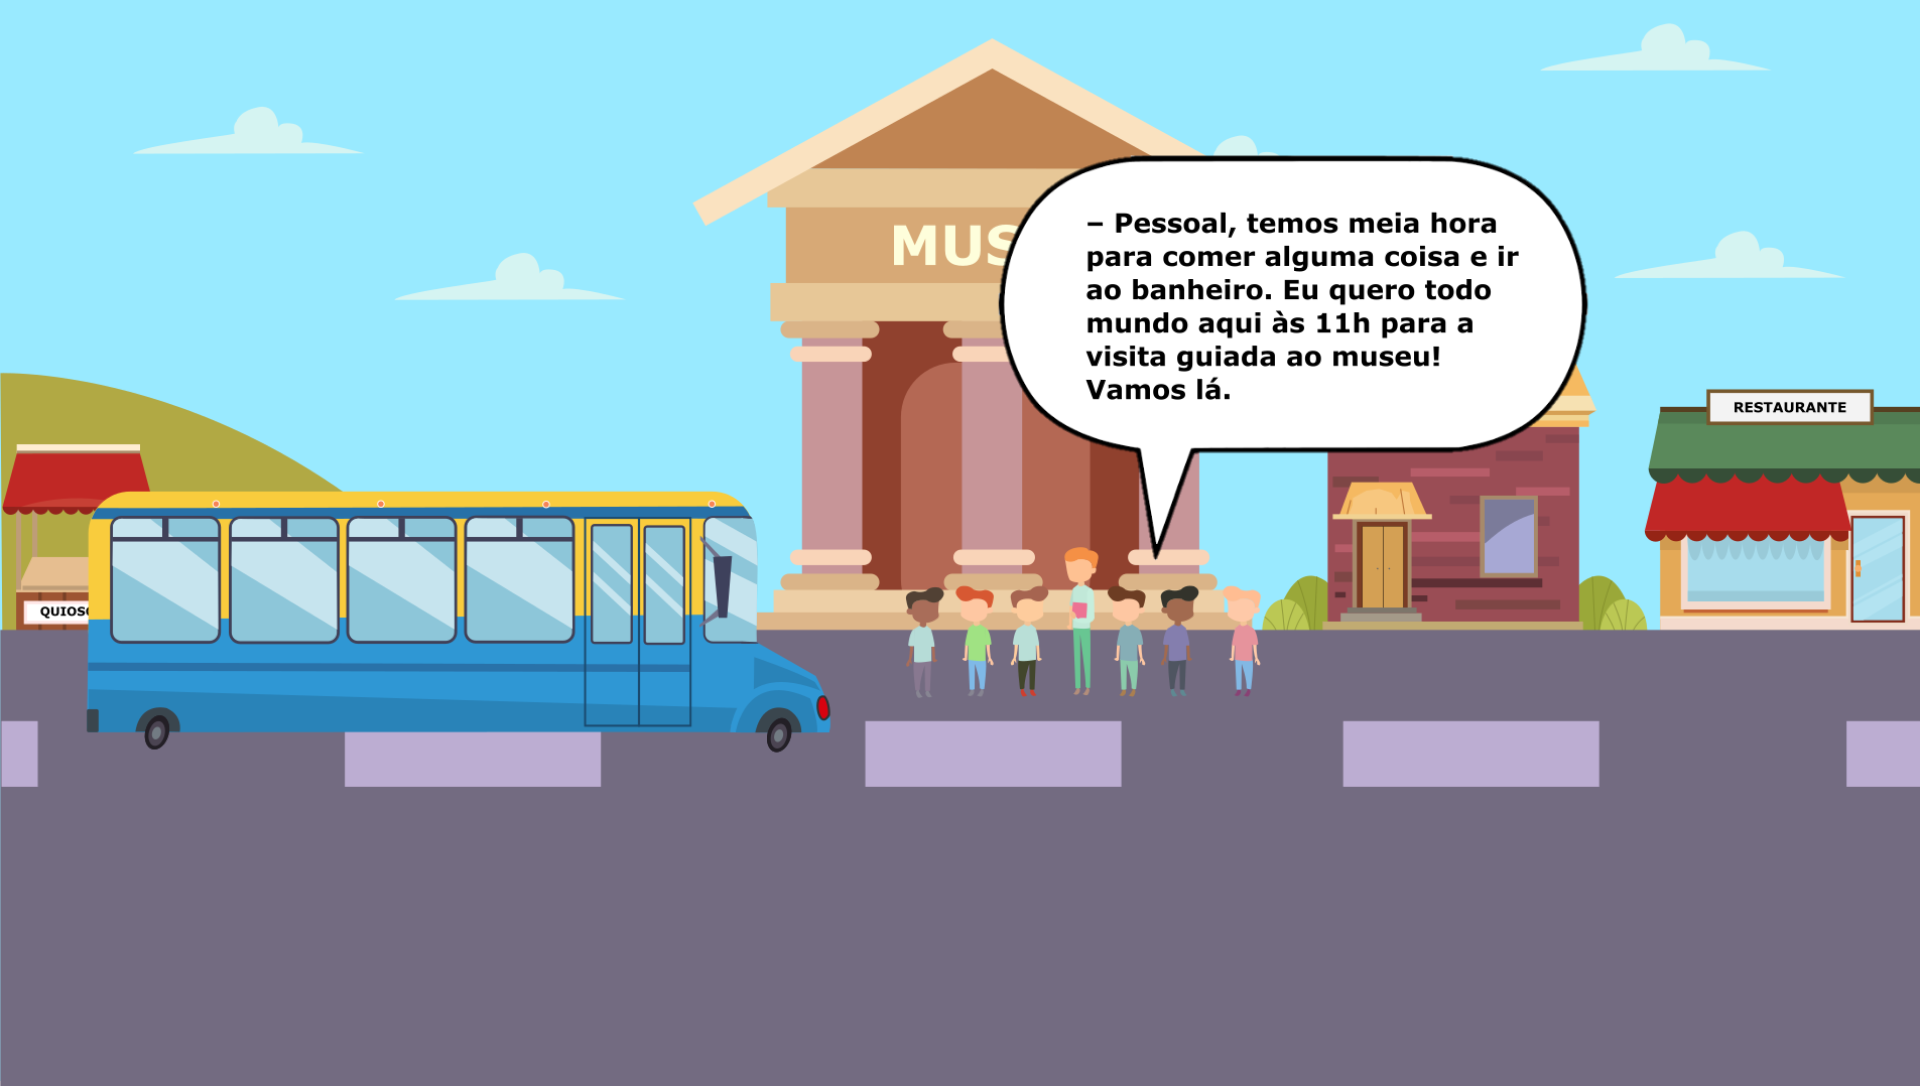 MUS
– Pessoal, temos meia hora
para comer alguma coisa e ir
ao banheiro. Eu quero todo
mundo aqui às 11h para a
visita guiada ao museu!
Vamos lá.
RESTAURANTE
QUIOSC